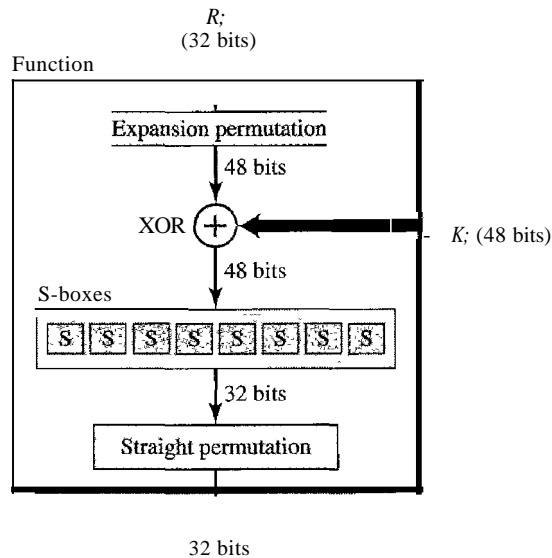 R;
(32 bits)
Function
Expansion permutation
48 bits
XOR
K; (48 bits)
48 bits
S-boxes
S S S S S S S S
32 bits
Straight permutation
32 bits